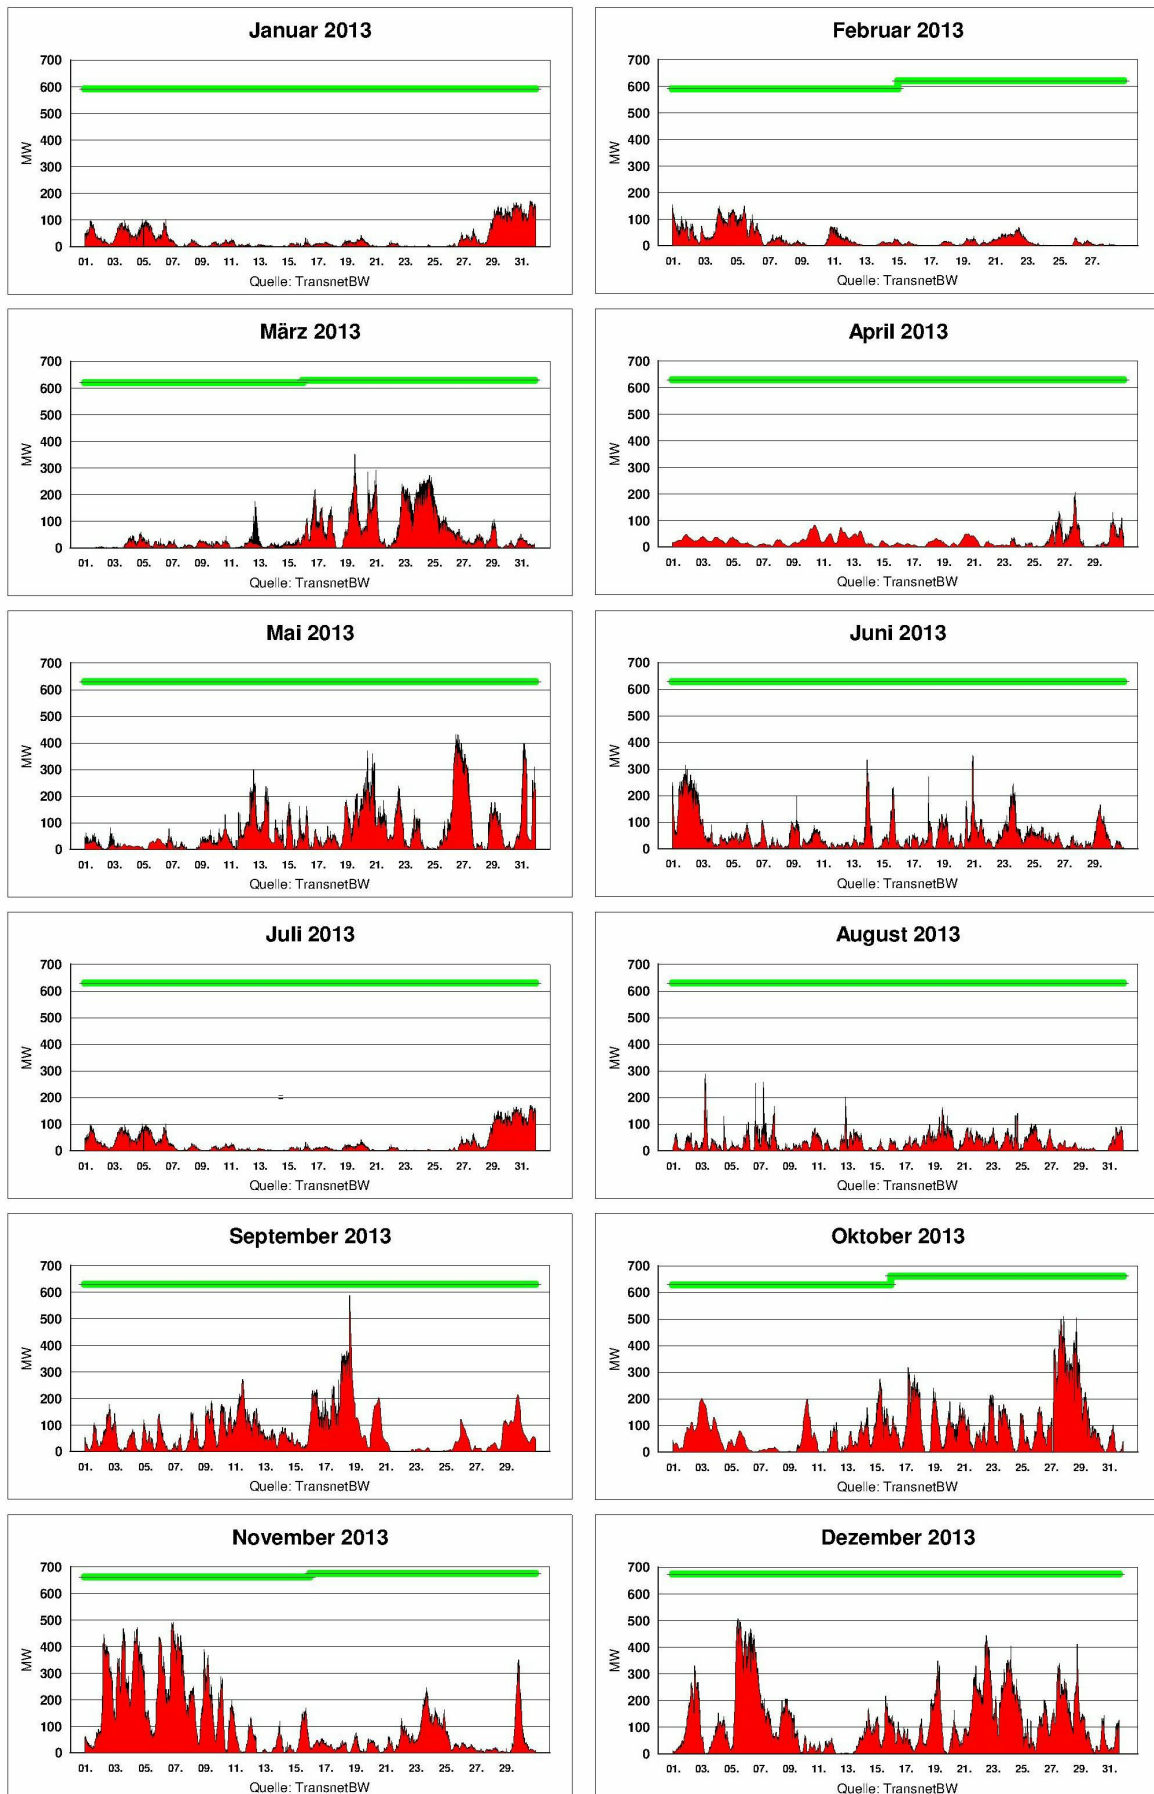 Januar 2013
700
600
500
400
300
200
100
0
MW
01. 03. 05. 07. 09. 11. 13. 15. 17. 19. 21. 23. 25. 27. 29. 31.
Quelle: TransnetBW
Februar 2013
700
600
500
400
300
200
100
0
MW
01. 03. 05. 07. 09. 11. 13. 15. 17. 19. 21. 23. 25. 27.
Quelle: TransnetBW
März 2013
700
600
500
400
300
200
100
0
MW
01. 03. 05. 07. 09. 11. 13. 15. 17. 19. 21. 23. 25. 27. 29. 31.
Quelle: TransnetBW
April 2013
700
600
500
400
300
200
100
0
MW
01. 03. 05. 07. 09. 11. 13. 15. 17. 19. 21. 23. 25. 27. 29.
Quelle: TransnetBW
Mai 2013
700
600
500
400
300
200
100
0
MW
01. 03. 05. 07. 09. 11. 13. 15. 17. 19. 21. 23. 25. 27. 29. 31.
Quelle: TransnetBW
Juni 2013
700
600
500
400
300
200
100
0
MW
01. 03. 05. 07. 09. 11. 13. 15. 17. 19. 21. 23. 25. 27. 29.
Quelle: TransnetBW
Juli 2013
700
600
500
400
300
200
100
0
MW
01. 03. 05. 07. 09. 11. 13. 15. 17. 19. 21. 23. 25. 27. 29. 31.
Quelle: TransnetBW
August 2013
700
600
500
400
300
200
100
0
MW
01. 03. 05. 07. 09. 11. 13. 15. 17. 19. 21. 23. 25. 27. 29. 31.
Quelle: TransnetBW
September 2013
700
600
500
400
300
200
100
0
MW
01. 03. 05. 07. 09. 11. 13. 15. 17. 19. 21. 23. 25. 27. 29.
Quelle: TransnetBW
Oktober 2013
700
600
500
400
300
200
100
0
MW
01. 03. 05. 07. 09. 11. 13. 15. 17. 19. 21. 23. 25. 27. 29. 31.
Quelle: TransnetBW
November 2013
700
600
500
400
300
200
100
0
MW
01. 03. 05. 07. 09. 11. 13. 15. 17. 19. 21. 23. 25. 27. 29.
Quelle: TransnetBW
Dezember 2013
700
600
500
400
300
200
100
0
MW
01. 03. 05. 07. 09. 11. 13. 15. 17. 19. 21. 23. 25. 27. 29. 31.
Quelle: TransnetBW